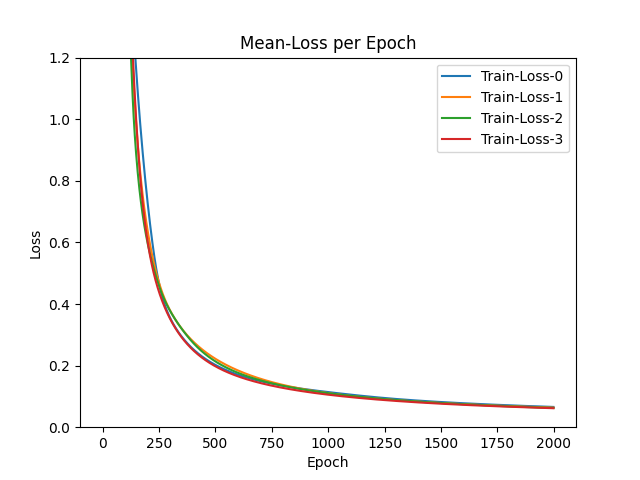 Mean-Loss per Epoch
1.2
1.0
0.8
0.6
0.4
0.2
0.0
Loss
Train-Loss-0
Train-Loss-1
Train-Loss-2
Train-Loss-3
0 250 500 750 1000 1250 1500 1750 2000
Epoch